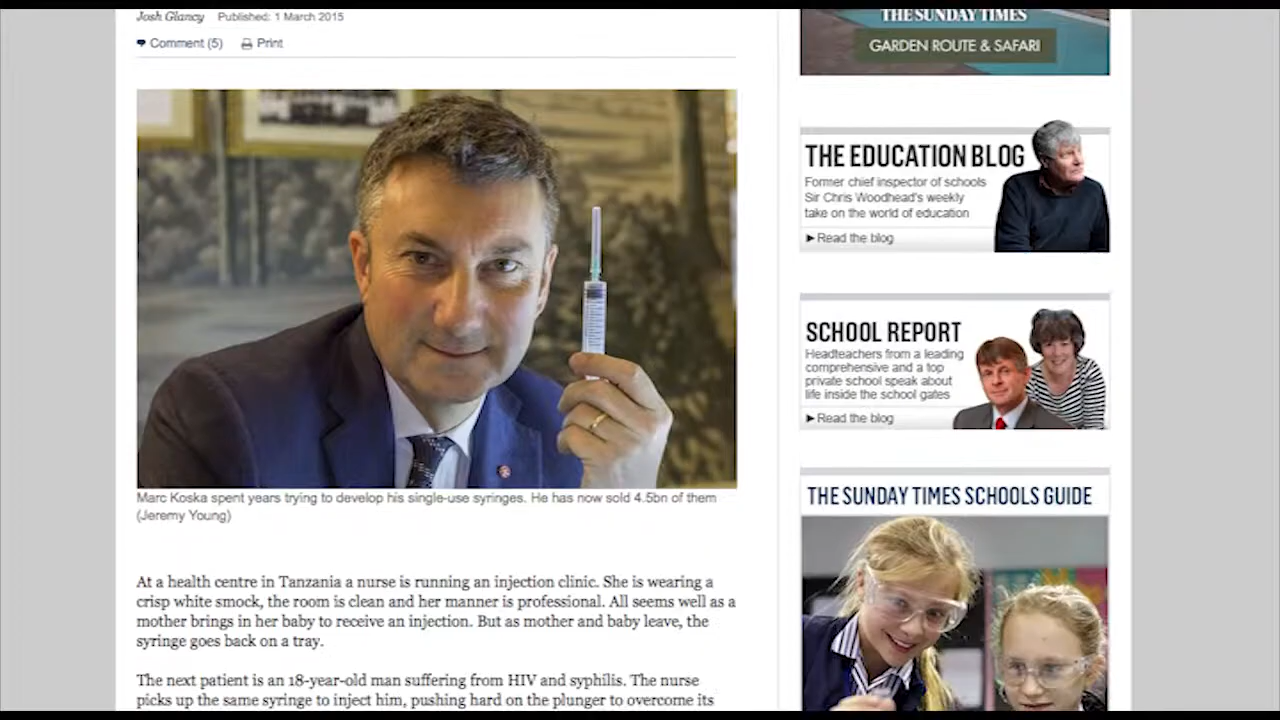 Josh Glancy Published: 1 March 2015
Comment (5) Print
Marc Koska spent years trying to develop his single-use syringes. He has now sold 4.5bn of them
(Jeremy Young)
At a health centre in Tanzania a nurse is running an injection clinic. She is wearing a
crisp white smock, the room is clean and her manner is professional. All seems well as a
mother brings in her baby to receive an injection. But as mother and baby leave, the
syringe goes back on a tray.
The next patient is an 18-year-old man suffering from HIV and syphilis. The nurse
picks up the same syringe to inject him, pushing hard on the plunger to overcome its
THE SUNDAY TIMES
GARDEN ROUTE & SAFARI
THE EDUCATION BLOG
Former chief inspector of schools
Sir Chris Woodhead's weekly
take on the world of education
Read the blog
SCHOOL REPORT
Headteachers from a leading
comprehensive and a top
private school speak about
life inside the school gates
Read the blog
THE SUNDAY TIMES SCHOOLS GUIDE